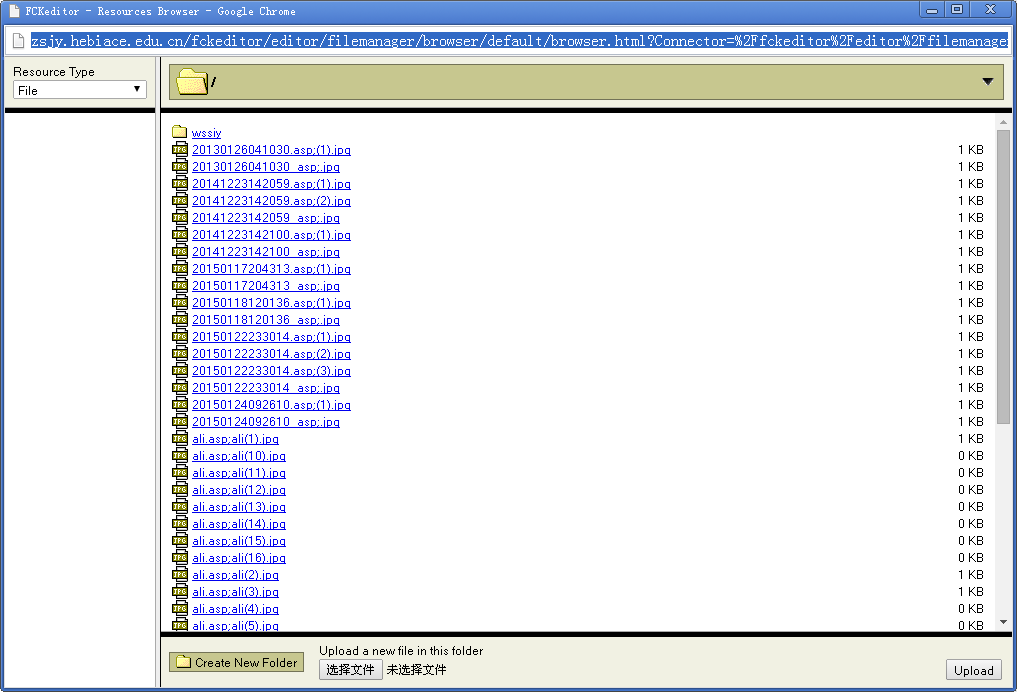 FCKeditor - Resources Browser - Google Chrome
zsjy.hebiace.edu.cn/fckeditor/editor/filemanager/browser/default/browser.html?Connector=%2Ffckeditor%2Feditor%2Ffilemanager
Resource Type
File
/
wssiy
20130126041030.asp;(1).jpg 1 KB
20130126041030_asp;.jpg 1 KB
20141223142059.asp;(1).jpg 1 KB
20141223142059.asp;(2).jpg 1 KB
20141223142059_asp;.jpg 1 KB
20141223142100.asp;(1).jpg 1 KB
20141223142100_asp;.jpg 1 KB
20150117204313.asp;(1).jpg 1 KB
20150117204313_asp;.jpg 1 KB
20150118120136.asp;(1).jpg 1 KB
20150118120136_asp;.jpg 1 KB
20150122233014.asp;(1).jpg 1 KB
20150122233014.asp;(2).jpg 1 KB
20150122233014.asp;(3).jpg 1 KB
20150122233014_asp;.jpg 1 KB
20150124092610.asp;(1).jpg 1 KB
20150124092610_asp;.jpg 1 KB
ali.asp;ali(1).jpg 1 KB
ali.asp;ali(10).jpg 0 KB
ali.asp;ali(11).jpg 0 KB
ali.asp;ali(12).jpg 0 KB
ali.asp;ali(13).jpg 0 KB
ali.asp;ali(14).jpg 0 KB
ali.asp;ali(15).jpg 0 KB
ali.asp;ali(16).jpg 0 KB
ali.asp;ali(2).jpg 1 KB
ali.asp;ali(3).jpg 1 KB
ali.asp;ali(4).jpg 0 KB
ali.asp;ali(5).jpg 0 KB
Create New Folder
Upload a new file in this folder
选择文件 未选择文件
Upload